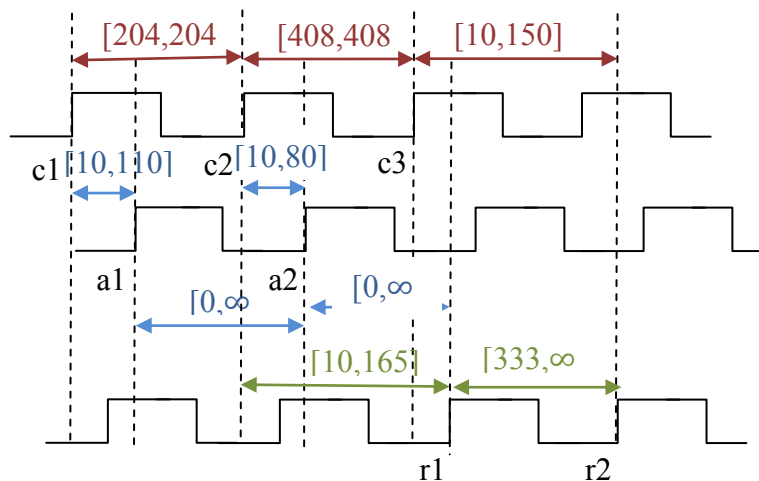 [204,204
[408,408
[10,150]
c1
[10,110]
c2
[10,80]
c3
a1
a2
[0,∞
[0,∞
[10,165]
[333,∞
r1
r2